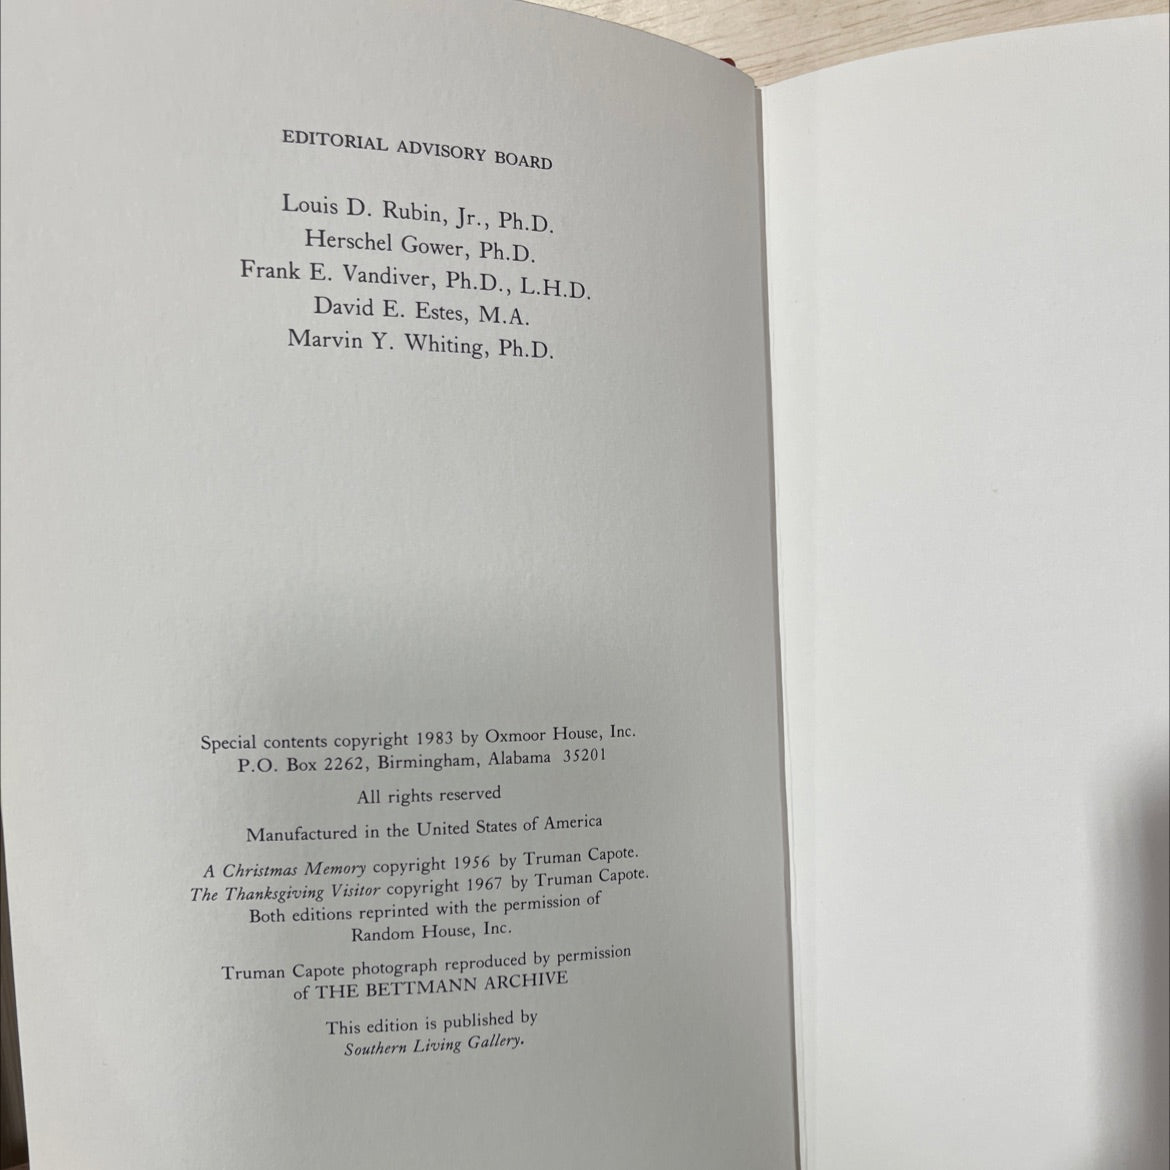 EDITORIAL ADVISORY BOARD
Louis D. Rubin, Jr., Ph.D.
Herschel Gower, Ph.D.
Frank E. Vandiver, Ph.D., L.H.D.
David E. Estes, M.A.
Marvin Y. Whiting, Ph.D.
Special contents copyright 1983 by Oxmoor House, Inc.
P.O. Box 2262, Birmingham, Alabama 35201
All rights reserved
Manufactured in the United States of America
A Christmas Memory copyright 1956 by Truman Capote.
The Thanksgiving Visitor copyright 1967 by Truman Capote.
Both editions reprinted with the permission of
Random House, Inc.
Truman Capote photograph reproduced by permission
of THE BETTMANN ARCHIVE
This edition is published by
Southern Living Gallery.